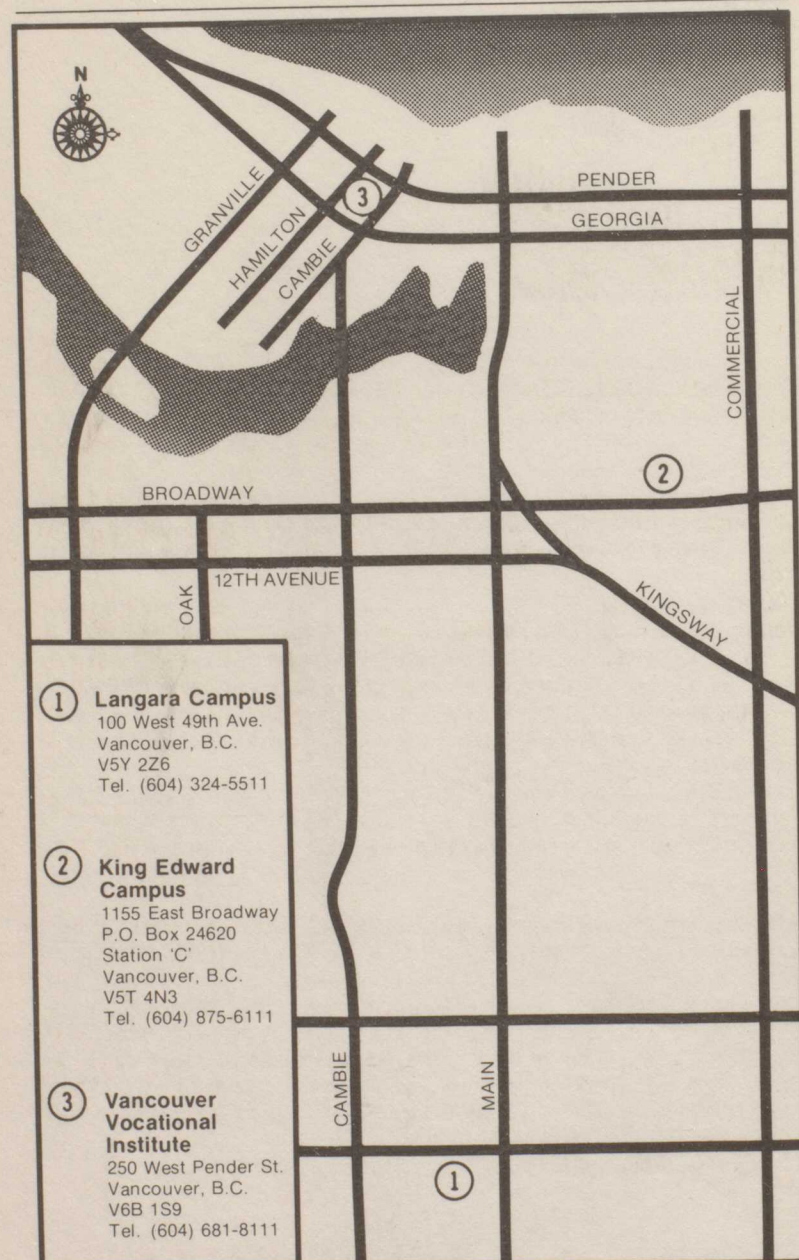 N
PENDER
GEORGIA
GRANVILLE
HAMILTON
CAMBIE
3
COMMERCIAL
2
BROADWAY
12TH AVENUE
OAK
KINGSWAY
1 Langara Campus
100 West 49th Ave.
Vancouver, B.C.
V5Y 2Z6
Tel. (604) 324-5511
2 King Edward
Campus
1155 East Broadway
P.O. Box 24620
Station 'C'
Vancouver, B.C.
V5T 4N3
Tel. (604) 875-6111
3 Vancouver
Vocational
Institute
250 West Pender St.
Vancouver, B.C.
V6B 1S9
Tel. (604) 681-8111
CAMBIE
MAIN
1